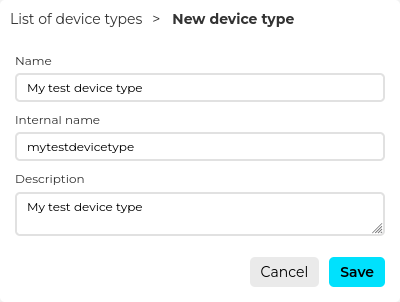 List of device types > New device type
Name
My test device type
Internal name
mytestdevicetype
Description
My test device type
Cancel Save